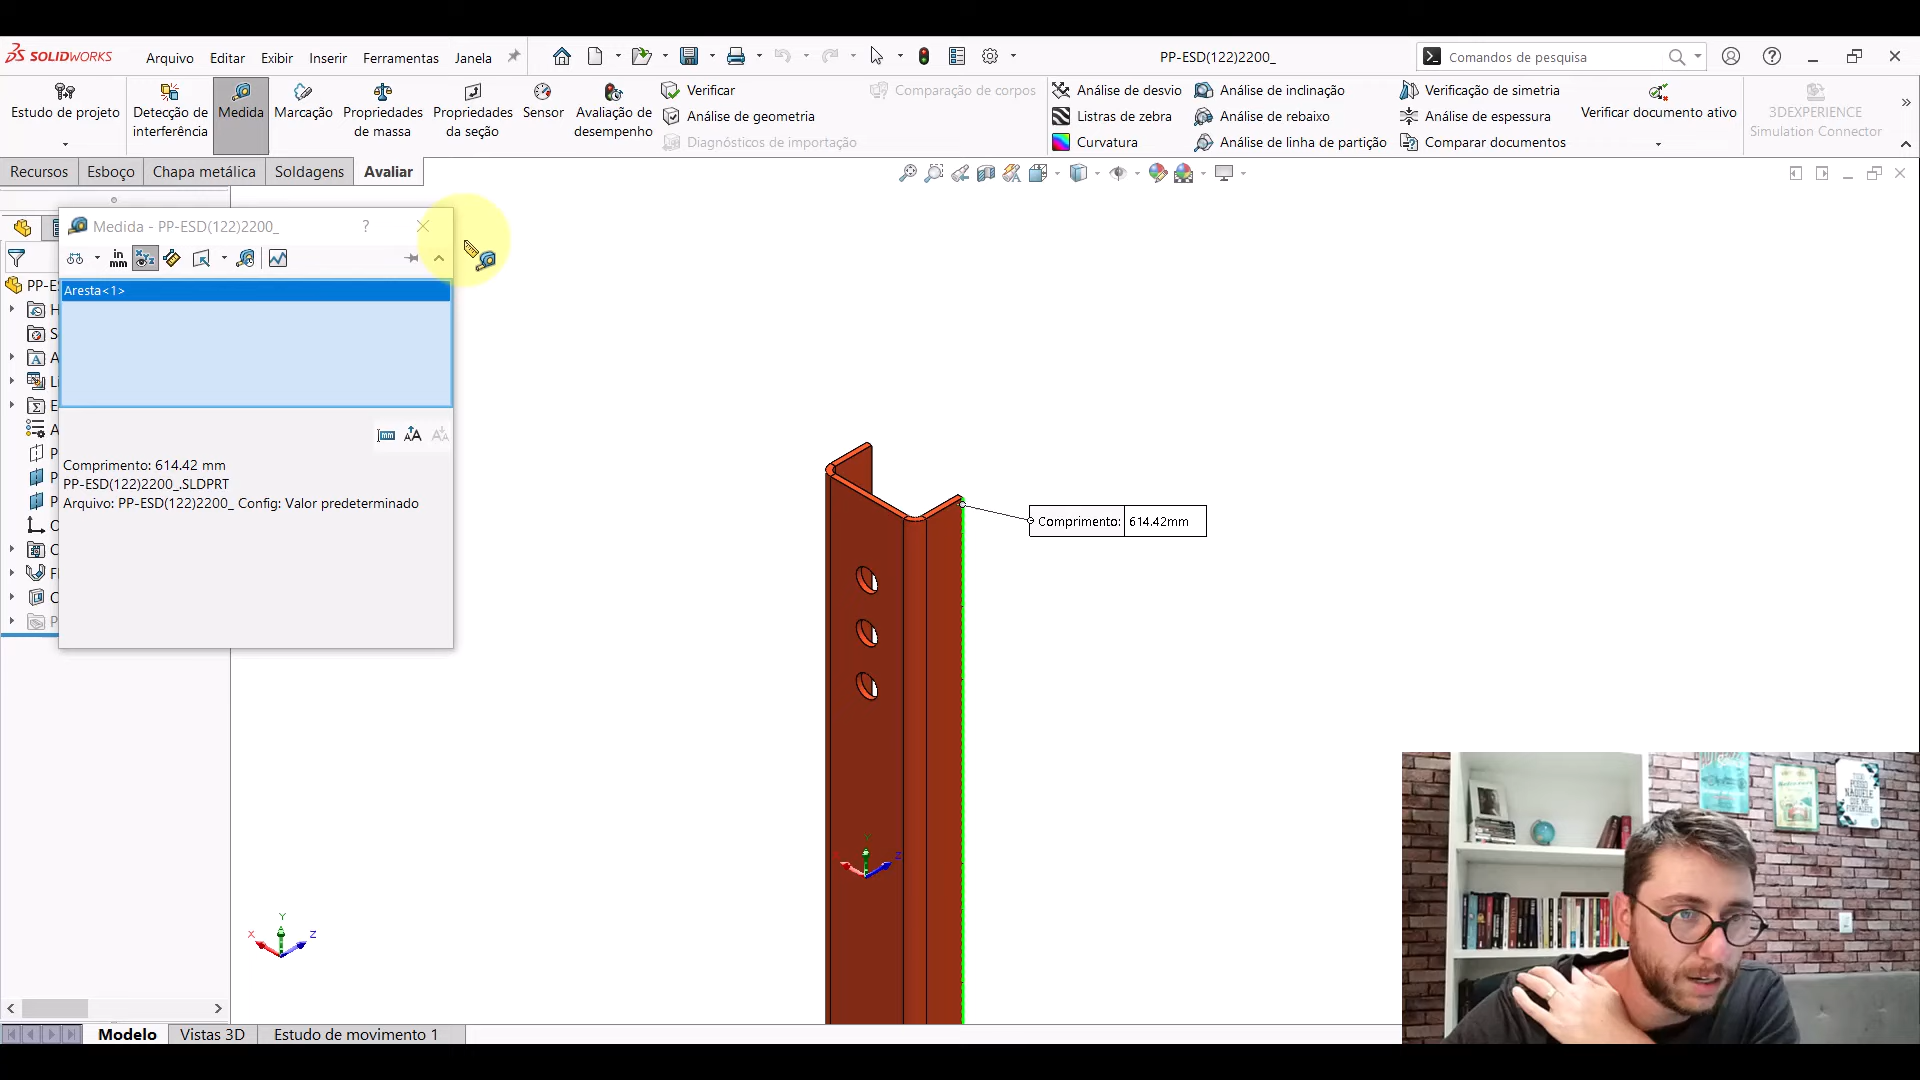 SOLIDWORKS
Arquivo
Editar
Exibir
Inserir
Ferramentas
Janela
PP-ESD(122)2200_
Comandos de pesquisa
Estudo de projeto
Detecção de interferência
Medida
Marcação
Propriedades de massa
Propriedades da seção
Sensor
Avaliação de desempenho
Verificar
Análise de geometria
Diagnósticos de importação
Comparação de corpos
Análise de desvio
Listras de zebra
Curvatura
Análise de inclinação
Análise de rebaixo
Análise de linha de partição
Verificação de simetria
Análise de espessura
Comparar documentos
Verificar documento ativo
3DEXPERIENCE
Simulation Connector
Recursos
Esboço
Chapa metálica
Soldagens
Avaliar
Medida - PP-ESD(122)2200_
?
in
mm
Aresta<1>
Comprimento: 614.42 mm
PP-ESD(122)2200_.SLDPRT
Arquivo: PP-ESD(122)2200_ Config: Valor predeterminado
PP-E
Comprimento: 614.42mm
Y
X
Z
Modelo
Vistas 3D
Estudo de movimento 1